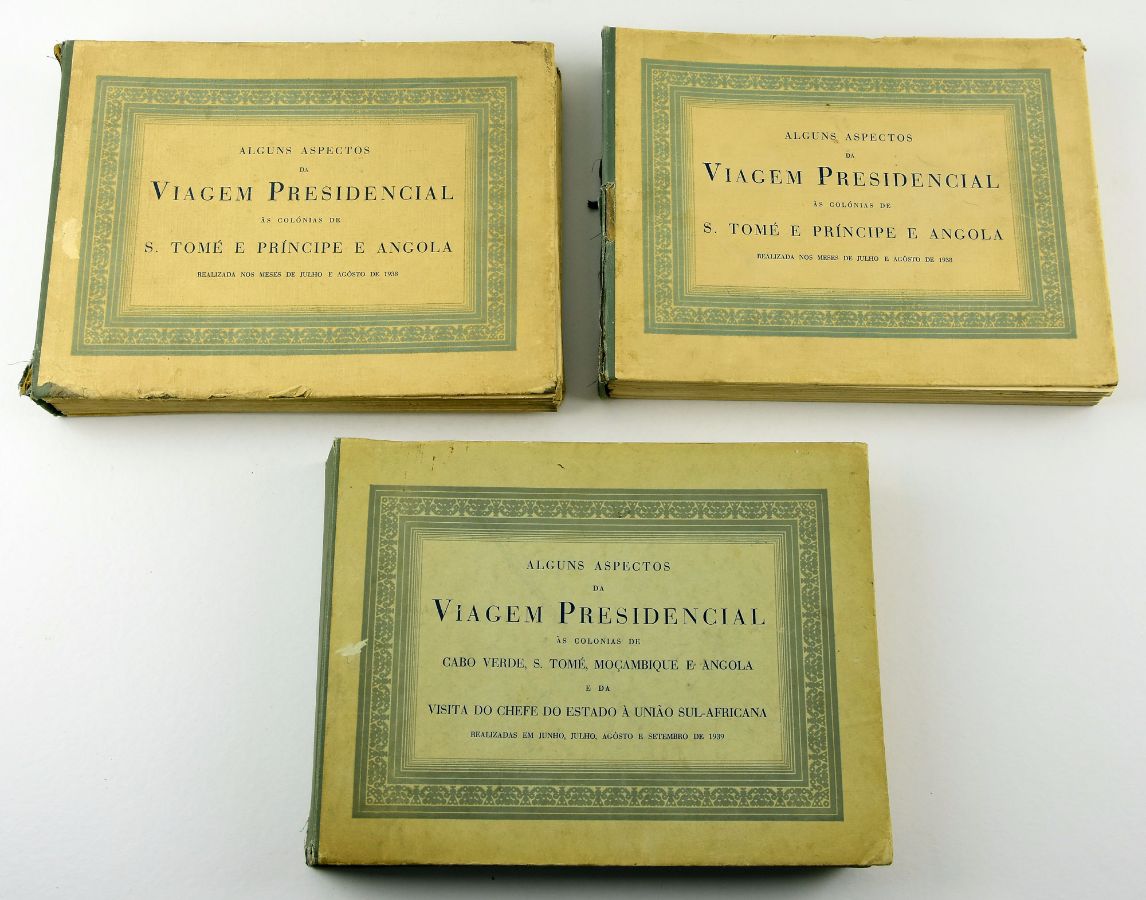 ALGUNS ASPECTOS
DA
VIAGEM PRESIDENCIAL
ÀS COLÓNIAS DE
S. TOMÉ E PRÍNCIPE E ANGOLA
REALIZADA NOS MESES DE JULHO E AGÔSTO DE 1938
ALGUNS ASPECTOS
DA
VIAGEM PRESIDENCIAL
ÀS COLÓNIAS DE
S. TOMÉ E PRÍNCIPE E ANGOLA
REALIZADA NOS MESES DE JULHO E AGÔSTO DE 1938
ALGUNS ASPECTOS
DA
VIAGEM PRESIDENCIAL
ÀS COLONIAS DE
CABO VERDE, S. TOMÉ, MOÇAMBIQUE E ANGOLA
E DA
VISITA DO CHEFE DO ESTADO À UNIÃO SUL-AFRICANA
REALIZADAS EM JUNHO, JULHO, AGÔSTO E SETEMBRO DE 1939